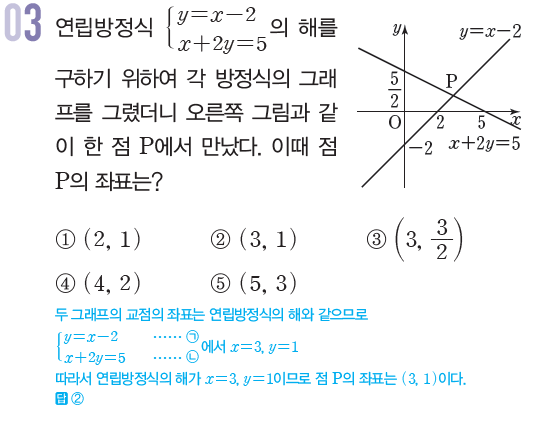 03 연립방정식 { y=x-2 x+2y=5 의 해를
구하기 위하여 각 방정식의 그래
프를 그렸더니 오른쪽 그림과 같
이 한 점 P에서 만났다. 이때 점
P의 좌표는?
y
y=x-2
5/2
P
O
2
5
x
-2
x+2y=5
① (2, 1) ② (3, 1) ③ (3, 3/2)
④ (4, 2) ⑤ (5, 3)
두 그래프의 교점의 좌표는 연립방정식의 해와 같으므로
{ y=x-2 …… ㉠
x+2y=5 …… ㉡ 에서 x=3, y=1
따라서 연립방정식의 해가 x=3, y=1이므로 점 P의 좌표는 (3, 1)이다.
답 ②